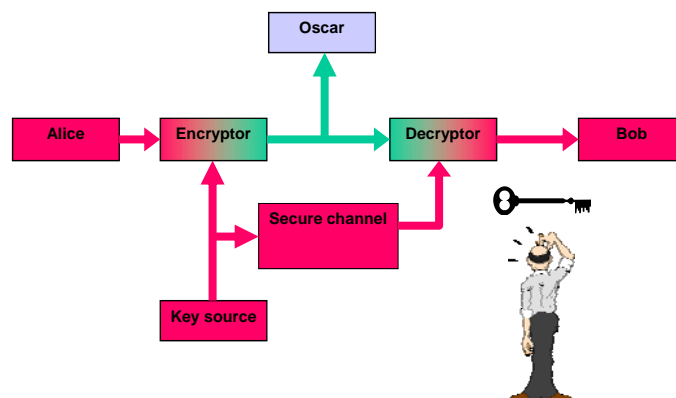 Oscar
Alice
Encryptor
Decryptor
Bob
Secure channel
Key source